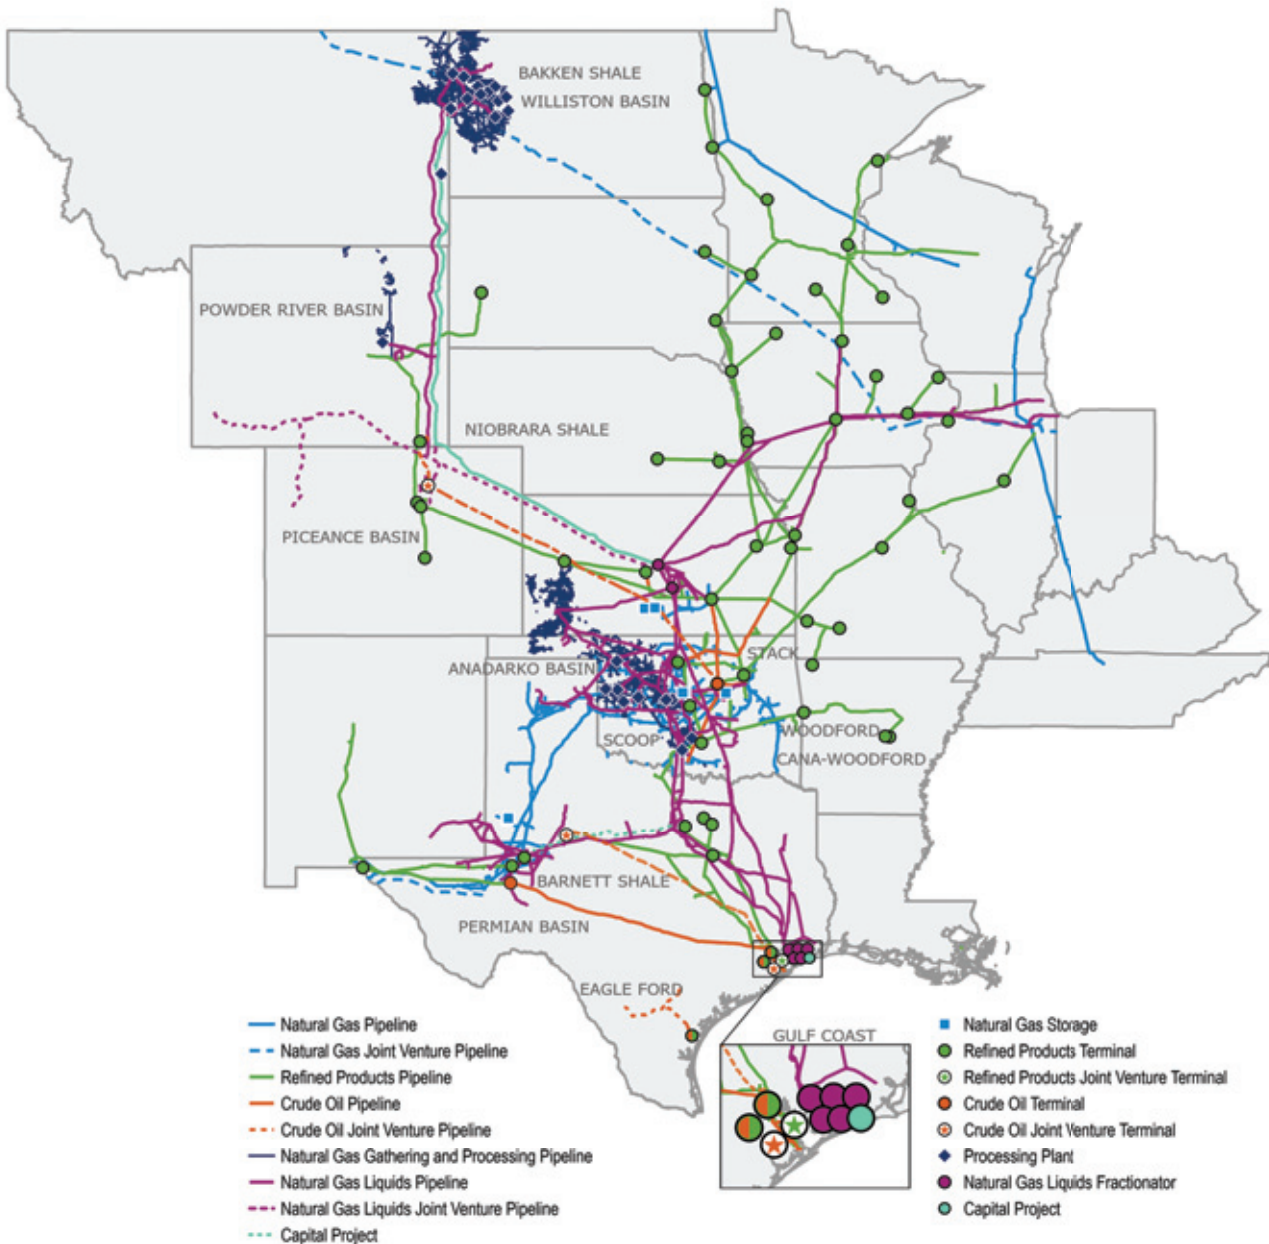 BAKKEN SHALE
WILLISTON BASIN
POWDER RIVER BASIN
NIOBRARA SHALE
PICEANCE BASIN
STACK
ANADARKO BASIN
WOODFORD
SCOOP
CANA-WOODFORD
BARNETT SHALE
PERMIAN BASIN
EAGLE FORD
GULF COAST
Natural Gas Pipeline
Natural Gas Joint Venture Pipeline
Refined Products Pipeline
Crude Oil Pipeline
Crude Oil Joint Venture Pipeline
Natural Gas Gathering and Processing Pipeline
Natural Gas Liquids Pipeline
Natural Gas Liquids Joint Venture Pipeline
Capital Project
Natural Gas Storage
Refined Products Terminal
Refined Products Joint Venture Terminal
Crude Oil Terminal
Crude Oil Joint Venture Terminal
Processing Plant
Natural Gas Liquids Fractionator
Capital Project